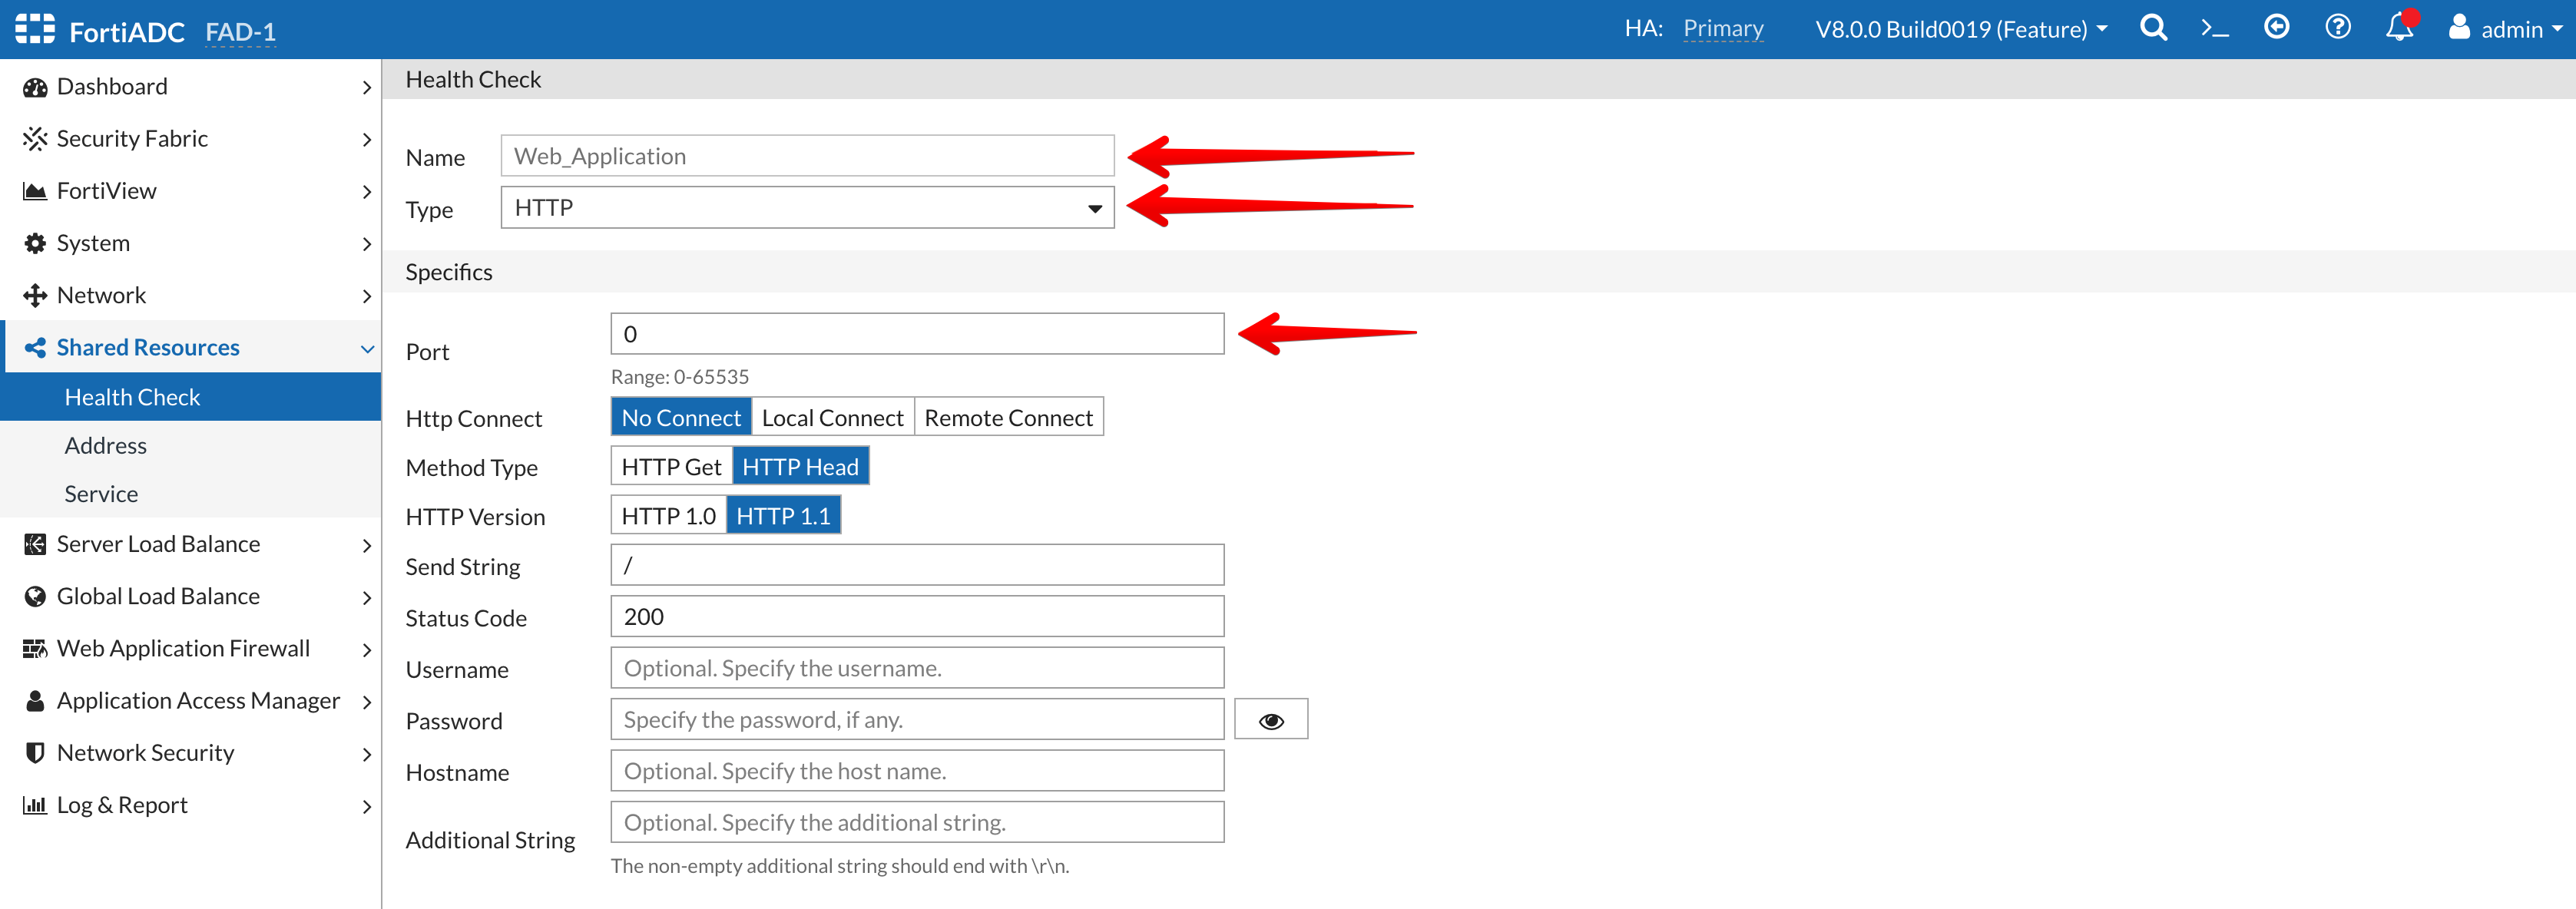 FortiADC FAD-1 HA: Primary V8.0.0 Build0019 (Feature) admin
Dashboard
Security Fabric
FortiView
System
Network
Shared Resources
Health Check
Address
Service
Server Load Balance
Global Load Balance
Web Application Firewall
Application Access Manager
Network Security
Log & Report
Health Check
Name Web_Application
Type HTTP
Specifics
Port 0
Range: 0-65535
Http Connect No Connect Local Connect Remote Connect
Method Type HTTP Get HTTP Head
HTTP Version HTTP 1.0 HTTP 1.1
Send String /
Status Code 200
Username Optional. Specify the username.
Password Specify the password, if any.
Hostname Optional. Specify the host name.
Additional String Optional. Specify the additional string.
The non-empty additional string should end with \r\n.